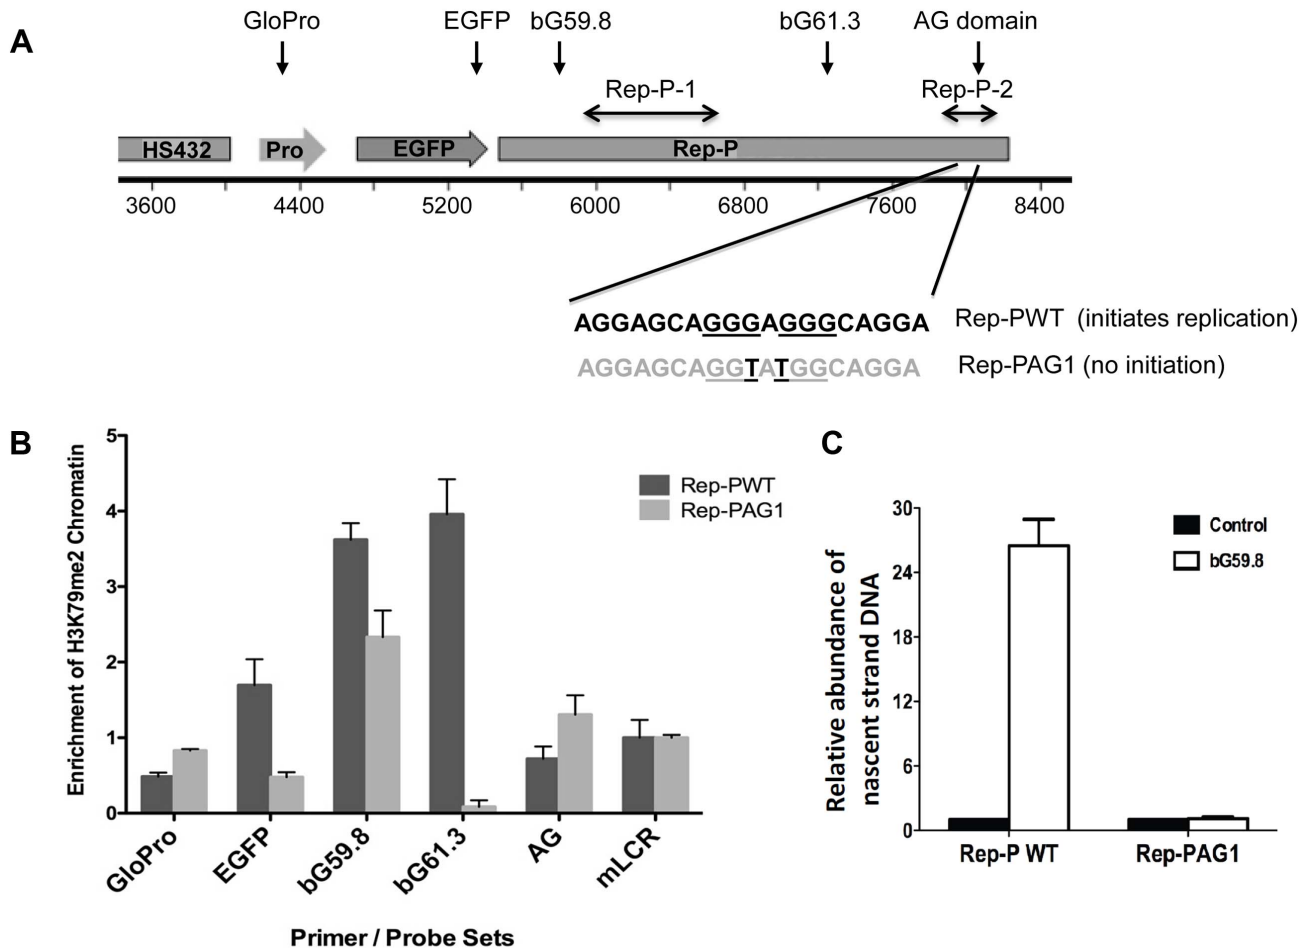 A
GloPro EGFP bG59.8 bG61.3 AG domain
Rep-P-1 Rep-P-2
HS432 Pro EGFP Rep-P
3600 4400 5200 6000 6800 7600 8400
AGGAGCAGGGAGGGCAGGA Rep-PWT (initiates replication)
AGGAGCAGGTATGGCAGGA Rep-PAG1 (no initiation)
B
Enrichment of H3K79me2 Chromatin
5
4
3
2
1
0
Rep-PWT
Rep-PAG1
GloPro EGFP bG59.8 bG61.3 AG mLCR
Primer / Probe Sets
C
Relative abundance of
nascent strand DNA
30
24
18
12
6
0
Control
bG59.8
Rep-P WT Rep-PAG1